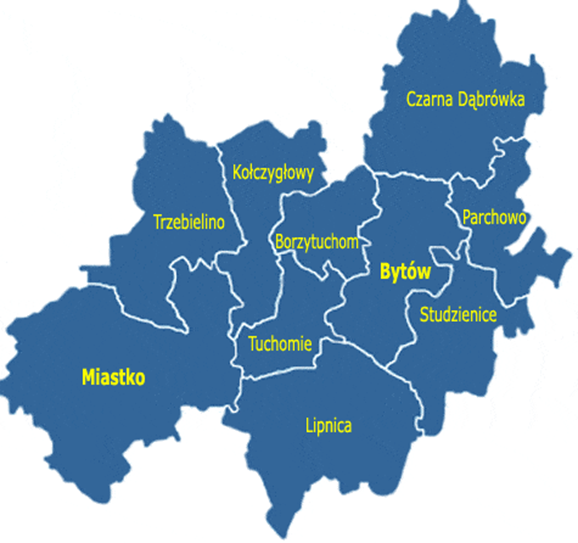 Czarna Dąbrówka
Kołczygłowy
Trzebielino
Parchowo
Borzytuchom
Bytów
Studzienice
Tuchomie
Miastko
Lipnica